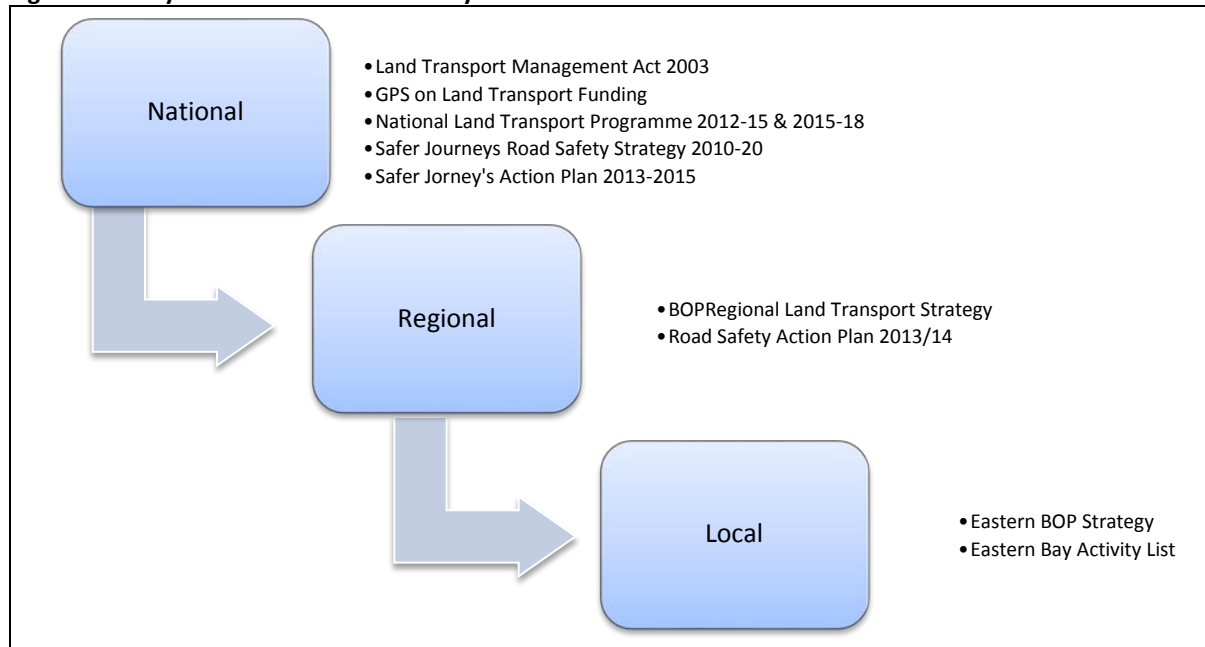 National
•Land Transport Management Act 2003
•GPS on Land Transport Funding
•National Land Transport Programme 2012-15 & 2015-18
•Safer Journeys Road Safety Strategy 2010-20
•Safer Jorney's Action Plan 2013-2015
Regional
•BOPRegional Land Transport Strategy
•Road Safety Action Plan 2013/14
Local
•Eastern BOP Strategy
•Eastern Bay Activity List